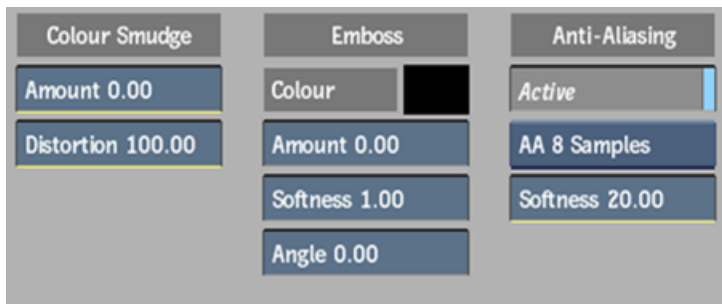 Colour Smudge
Amount 0.00
Distortion 100.00
Emboss
Colour
Amount 0.00
Softness 1.00
Angle 0.00
Anti-Aliasing
Active
AA 8 Samples
Softness 20.00